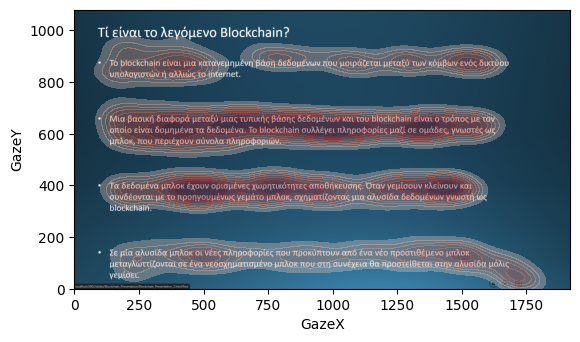 Τί είναι το λεγόμενο Blockchain?
• Το blockchain είναι μια κατανεμημένη βάση δεδομένων που μοιράζεται μεταξύ των κόμβων ενός δικτύου
υπολογιστών ή αλλιώς το internet.
• Μια βασική διαφορά μεταξύ μιας τυπικής βάσης δεδομένων και του blockchain είναι ο τρόπος με τον
οποίο είναι δομημένα τα δεδομένα. Το blockchain συλλέγει πληροφορίες μαζί σε ομάδες, γνωστές ως
μπλοκ, που περιέχουν σύνολα πληροφοριών.
• Τα δεδομένα μπλοκ έχουν ορισμένες χωρητικότητες αποθήκευσης. Όταν γεμίσουν κλείνουν και
συνδέονται με το προηγουμένως γεμάτο μπλοκ, σχηματίζοντας μια αλυσίδα δεδομένων γνωστή ως
blockchain.
• Σε μία αλυσίδα μπλοκ οι νέες πληροφορίες που προκύπτουν από ένα νέο προστιθέμενο μπλοκ
μεταγλωττίζονται σε ένα νεοσχηματισμένο μπλοκ που στη συνέχεια θα προστεθεί στην αλυσίδα μόλις
γεμίσει.
GazeY
1000
800
600
400
200
0
0 250 500 750 1000 1250 1500 1750
GazeX